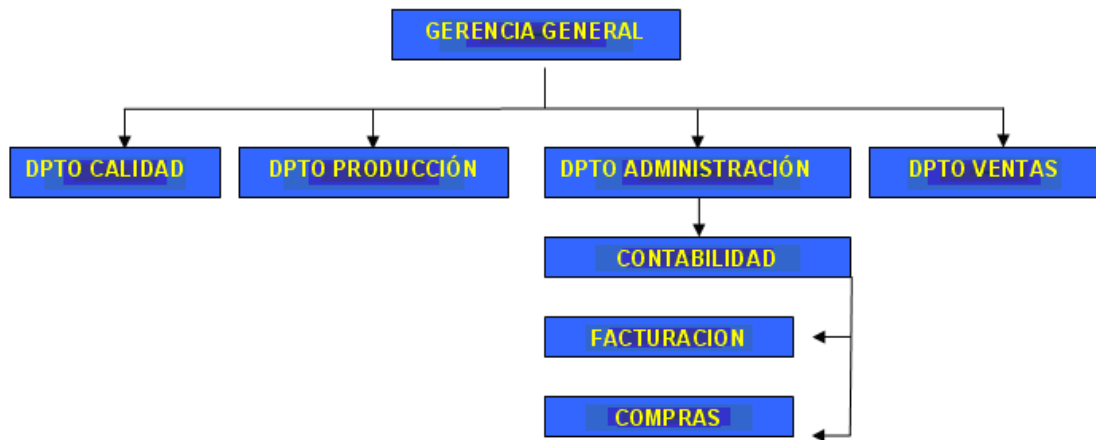 GERENCIA GENERAL
DPTO CALIDAD
DPTO PRODUCCIÓN
DPTO ADMINISTRACIÓN
DPTO VENTAS
CONTABILIDAD
FACTURACION
COMPRAS